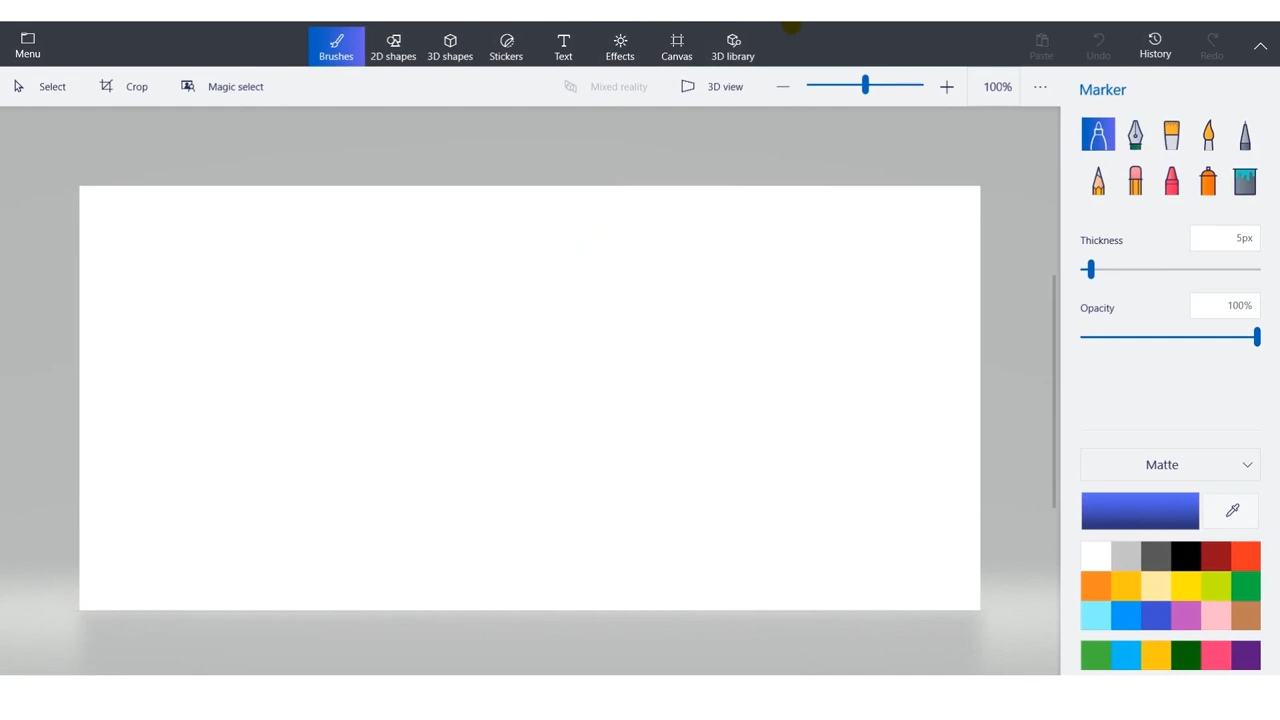 Menu
Brushes
2D shapes
3D shapes
Stickers
Text
Effects
Canvas
3D library
Paste
Undo
History
Redo
Select
Crop
Magic select
Mixed reality
3D view
100%
Marker
Thickness
5px
Opacity
100%
Matte